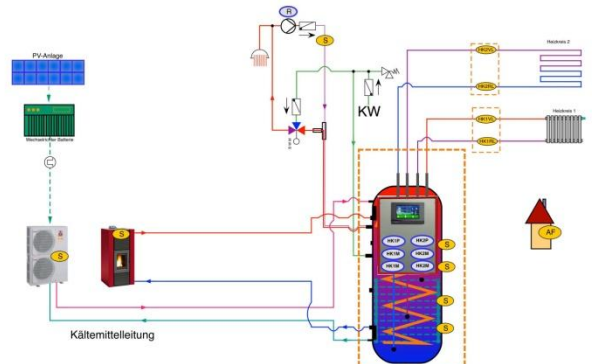 R
S
PV-Anlage
Wechselrichter Batterie
KW
HK2VL
HK2RL
Heizkreis 2
HK1VL
HK1RL
Heizkreis 1
S
S
HK1P
HK2P
HK1M
HK2M
HK1M
HK2M
S
S
S
S
AF
Kältemittelleitung